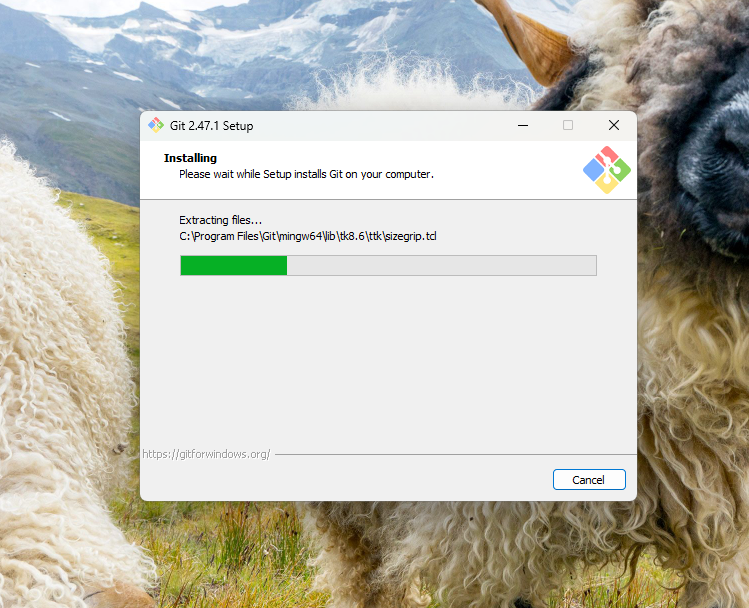 Git 2.47.1 Setup
Installing
Please wait while Setup installs Git on your computer.
Extracting files...
C:\Program Files\Git\mingw64\lib\tk8.6\ttk\sizegrip.tcl
https://gitforwindows.org/
Cancel